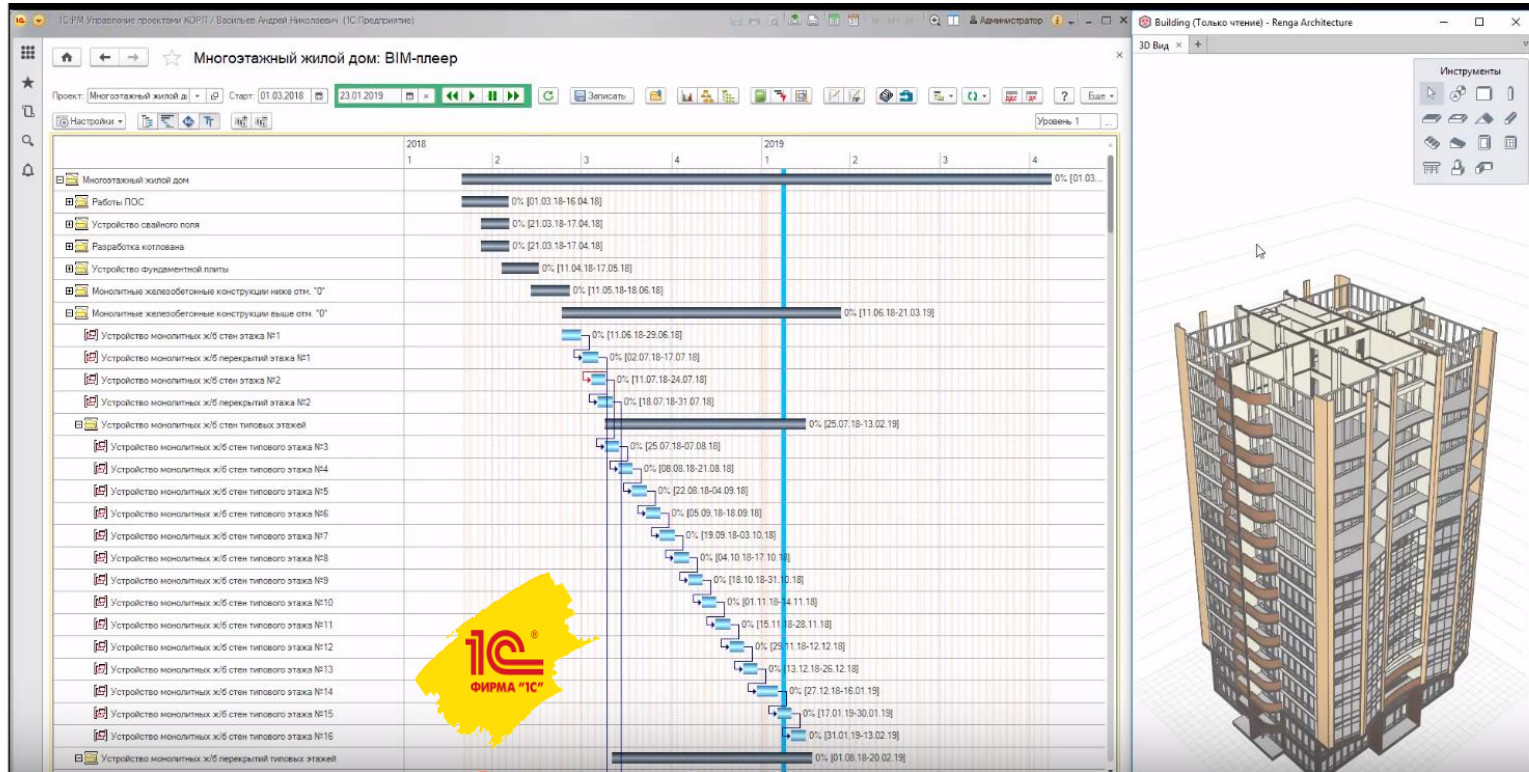 1С:PM Управление проектами КОРП / Васильев Андрей Николаевич (1С:Предприятие)
Администратор
Building (Только чтение) - Renga Architecture
3D Вид
Инструменты
Многоэтажный жилой дом: BIM-плеер
Проект: Многоэтажный жилой д Старт: 01.03.2018 23.01.2019 Записать ? Еще
Настройки Уровень 1 ...
2018 2019
1 2 3 4 1 2 3 4
Многоэтажный жилой дом 0% [01.03...
Работы ПОС 0% [01.03.18-16.04.18]
Устройство свайного поля 0% [21.03.18-17.04.18]
Разработка котлована 0% [21.03.18-17.04.18]
Устройство фундаментной плиты 0% [11.04.18-17.05.18]
Монолитные железобетонные конструкции ниже отм. "0" 0% [11.05.18-18.06.18]
Монолитные железобетонные конструкции выше отм. "0" 0% [11.06.18-21.03.19]
Устройство монолитных ж/б стен этажа №1 0% [11.06.18-29.06.18]
Устройство монолитных ж/б перекрытий этажа №1 0% [02.07.18-17.07.18]
Устройство монолитных ж/б стен этажа №2 0% [11.07.18-24.07.18]
Устройство монолитных ж/б перекрытий этажа №2 0% [18.07.18-31.07.18]
Устройство монолитных ж/б стен типовых этажей 0% [25.07.18-13.02.19]
Устройство монолитных ж/б стен типового этажа №3 0% [25.07.18-07.08.18]
Устройство монолитных ж/б стен типового этажа №4 0% [08.08.18-21.08.18]
Устройство монолитных ж/б стен типового этажа №5 0% [22.08.18-04.09.18]
Устройство монолитных ж/б стен типового этажа №6 0% [05.09.18-18.09.18]
Устройство монолитных ж/б стен типового этажа №7 0% [19.09.18-03.10.18]
Устройство монолитных ж/б стен типового этажа №8 0% [04.10.18-17.10.18]
Устройство монолитных ж/б стен типового этажа №9 0% [18.10.18-31.10.18]
Устройство монолитных ж/б стен типового этажа №10 0% [01.11.18-14.11.18]
Устройство монолитных ж/б стен типового этажа №11 0% [15.11.18-28.11.18]
Устройство монолитных ж/б стен типового этажа №12 0% [29.11.18-12.12.18]
Устройство монолитных ж/б стен типового этажа №13 0% [13.12.18-26.12.18]
Устройство монолитных ж/б стен типового этажа №14 0% [27.12.18-16.01.19]
Устройство монолитных ж/б стен типового этажа №15 0% [17.01.19-30.01.19]
Устройство монолитных ж/б стен типового этажа №16 0% [31.01.19-13.02.19]
Устройство монолитных ж/б перекрытий типовых этажей 0% [01.08.18-20.02.19]
1С ®
ФИРМА "1С"